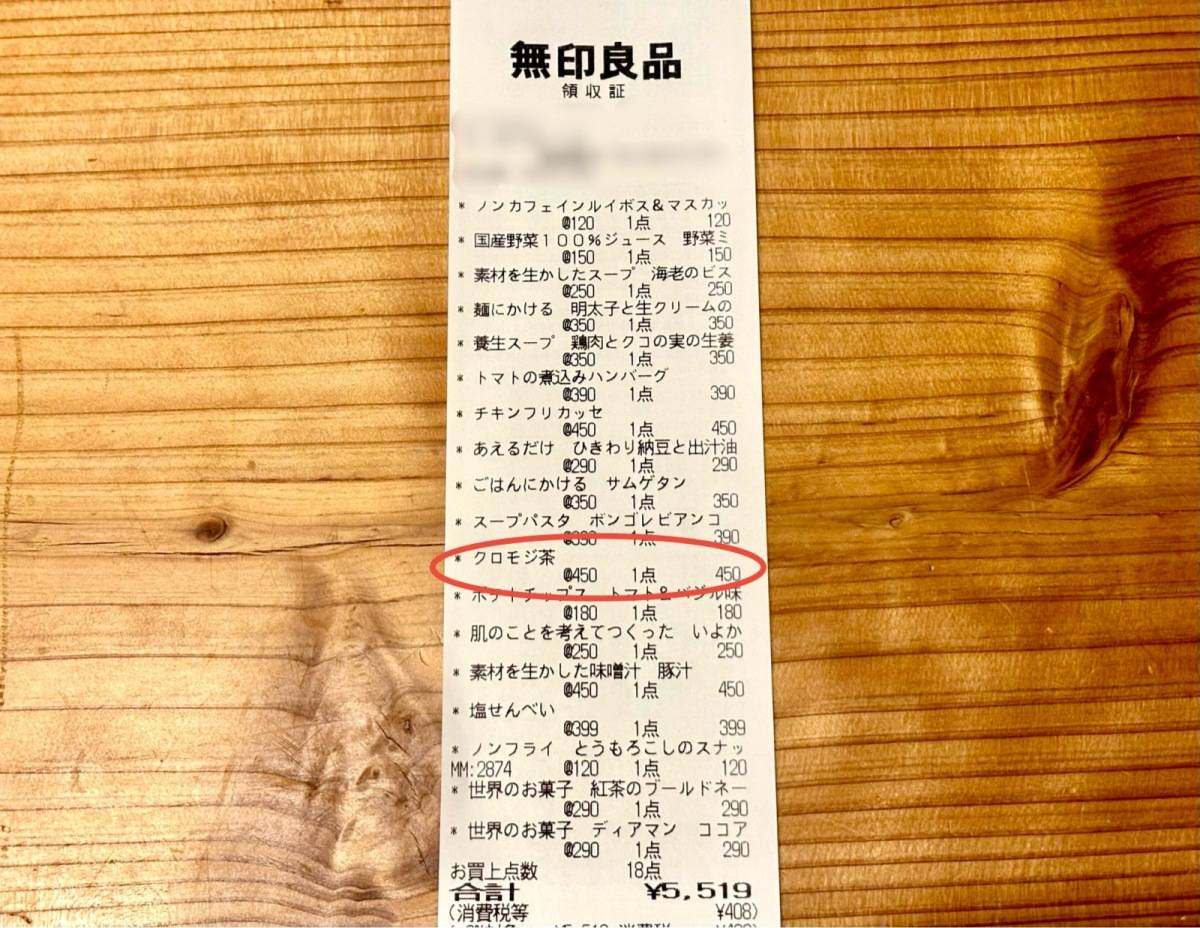 無印良品
領収証
* ノンカフェインルイボス&マスカッ
@120 1点 120
* 国産野菜100%ジュース 野菜ミ
@150 1点 150
* 素材を生かしたスープ 海老のビス
@250 1点 250
* 麺にかける 明太子と生クリームの
@350 1点 350
* 養生スープ 鶏肉とクコの実の生姜
@350 1点 350
* トマトの煮込みハンバーグ
@390 1点 390
* チキンフリカッセ
@450 1点 450
* あえるだけ ひきわり納豆と出汁油
@290 1点 290
* ごはんにかける サムゲタン
@350 1点 350
* スープパスタ ボンゴレビアンコ
@390 1点 390
* クロモジ茶
@450 1点 450
* ポテトチップス トマト&バジル味
@180 1点 180
* 肌のことを考えてつくった いよか
@250 1点 250
* 素材を生かした味噌汁 豚汁
@450 1点 450
* 塩せんべい
@399 1点 399
* ノンフライ とうもろこしのスナッ
MM:2874 @120 1点 120
* 世界のお菓子 紅茶のブールドネー
@290 1点 290
* 世界のお菓子 ディアマン ココア
@290 1点 290
お買上点数 18点
合計 ¥5,519
(消費税等 ¥408)